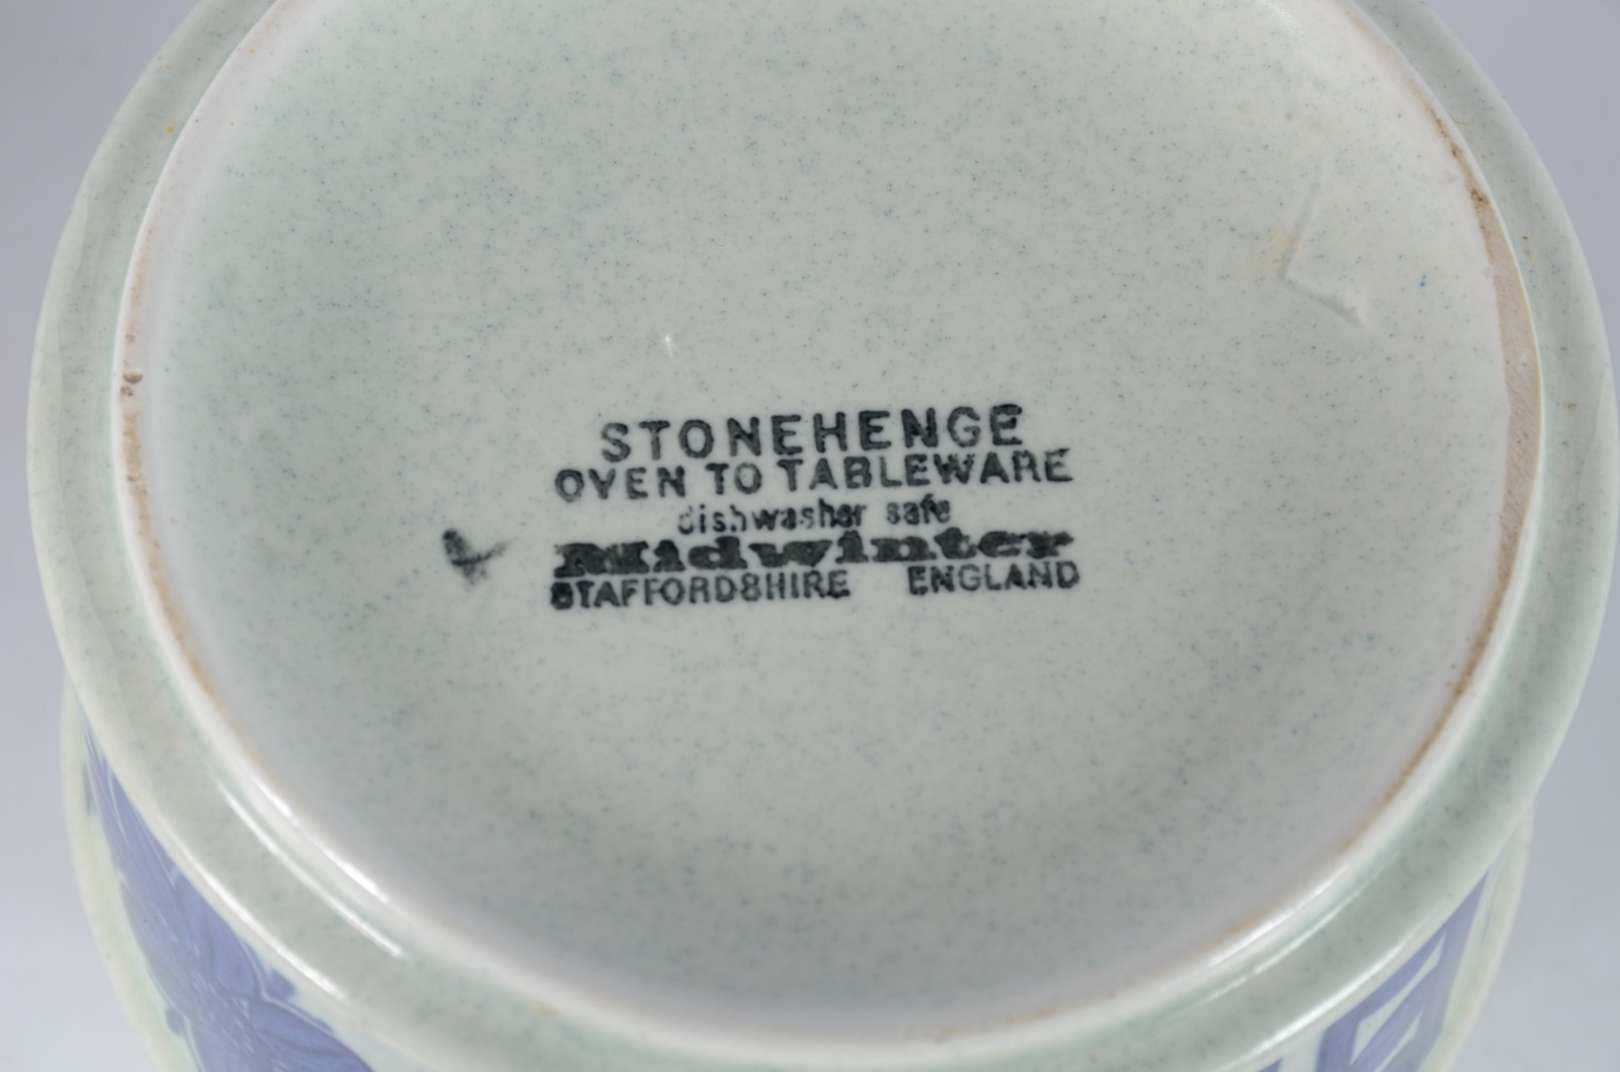 STONEHENGE
OVEN TO TABLEWARE
dishwasher safe
Midwinter
STAFFORDSHIRE ENGLAND